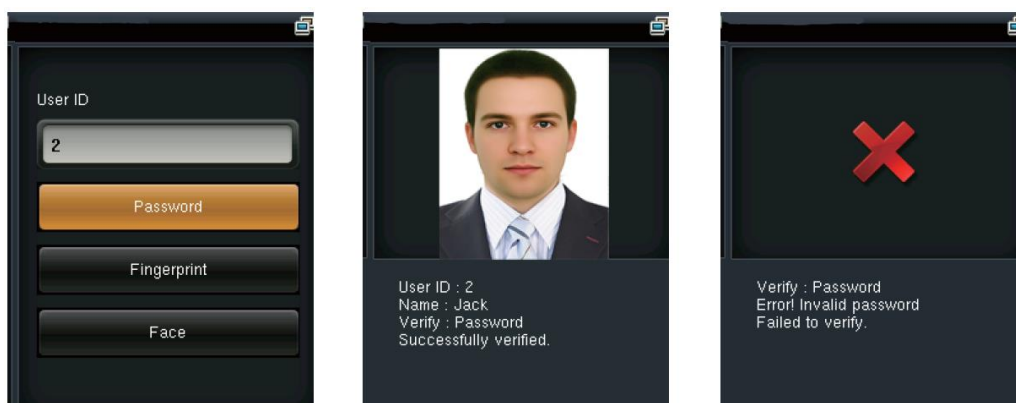 User ID
2
Password
Fingerprint
Face
User ID : 2
Name : Jack
Verify : Password
Successfully verified.
Verify : Password
Error! Invalid password
Failed to verify.